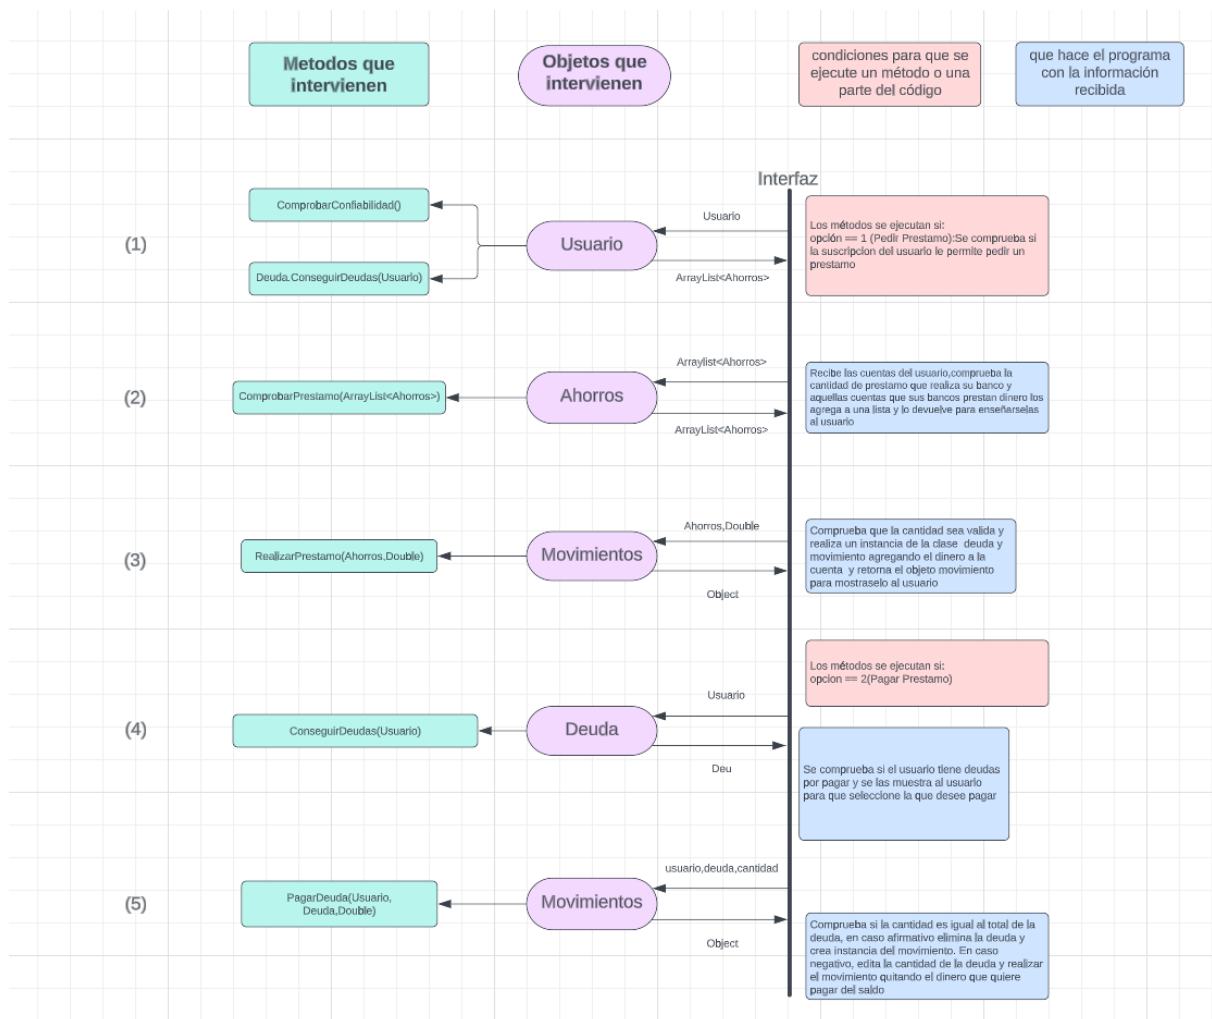 Metodos que
intervienen
Objetos que
intervienen
condiciones para que se
ejecute un método o una
parte del código
que hace el programa
con la información
recibida
Interfaz
(1)
ComprobarConfiabilidad()
Deuda.ConseguirDeudas(Usuario)
Usuario
Usuario
ArrayList<Ahorros>
Los métodos se ejecutan si:
opción == 1 (Pedir Prestamo):Se comprueba si
la suscripcion del usuario le permite pedir un
prestamo
(2)
ComprobarPrestamo(ArrayList<Ahorros>)
Ahorros
Arraylist<Ahorros>
ArrayList<Ahorros>
Recibe las cuentas del usuario,comprueba la
cantidad de prestamo que realiza su banco y
aquellas cuentas que sus bancos prestan dinero los
agrega a una lista y lo devuelve para enseñarselas
al usuario
(3)
RealizarPrestamo(Ahorros,Double)
Movimientos
Ahorros,Double
Object
Comprueba que la cantidad sea valida y
realiza un instancia de la clase deuda y
movimiento agregando el dinero a la
cuenta y retorna el objeto movimiento
para mostraselo al usuario
Los métodos se ejecutan si:
opcion == 2(Pagar Prestamo)
(4)
ConseguirDeudas(Usuario)
Deuda
Usuario
Deu
Se comprueba si el usuario tiene deudas
por pagar y se las muestra al usuario
para que seleccione la que desee pagar
(5)
PagarDeuda(Usuario,
Deuda,Double)
Movimientos
usuario,deuda,cantidad
Object
Comprueba si la cantidad es igual al total de la
deuda, en caso afirmativo elimina la deuda y
crea instancia del movimiento. En caso
negativo, edita la cantidad de la deuda y realizar
el movimiento quitando el dinero que quiere
pagar del saldo